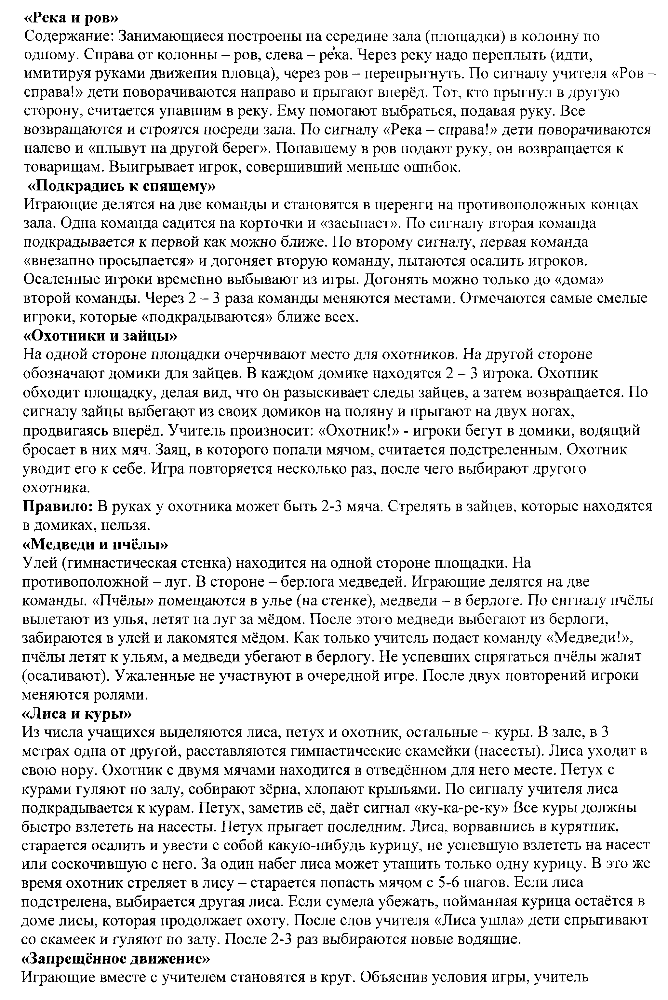 «Река и ров»
Содержание: Занимающиеся построены на середине зала (площадки) в колонну по
одному. Справа от колонны – ров, слева – река. Через реку надо переплыть (идти,
имитируя руками движения пловца), через ров – перепрыгнуть. По сигналу учителя «Ров –
справа!» дети поворачиваются направо и прыгают вперёд. Тот, кто прыгнул в другую
сторону, считается упавшим в реку. Ему помогают выбраться, подавая руку. Все
возвращаются и строятся посреди зала. По сигналу «Река – справа!» дети поворачиваются
налево и «плывут на другой берег». Попавшему в ров подают руку, он возвращается к
товарищам. Выигрывает игрок, совершивший меньше ошибок.
«Подкрадись к спящему»
Играющие делятся на две команды и становятся в шеренги на противоположных концах
зала. Одна команда садится на корточки и «засыпает». По сигналу вторая команда
подкрадывается к первой как можно ближе. По второму сигналу, первая команда
«внезапно просыпается» и догоняет вторую команду, пытаются осалить игроков.
Осаленные игроки временно выбывают из игры. Догонять можно только до «дома»
второй команды. Через 2 – 3 раза команды меняются местами. Отмечаются самые смелые
игроки, которые «подкрадываются» ближе всех.
«Охотники и зайцы»
На одной стороне площадки очерчивают место для охотников. На другой стороне
обозначают домики для зайцев. В каждом домике находятся 2 – 3 игрока. Охотник
обходит площадку, делая вид, что он разыскивает следы зайцев, а затем возвращается. По
сигналу зайцы выбегают из своих домиков на поляну и прыгают на двух ногах,
продвигаясь вперёд. Учитель произносит: «Охотник!» - игроки бегут в домики, водящий
бросает в них мяч. Заяц, в которого попали мячом, считается подстреленным. Охотник
уводит его к себе. Игра повторяется несколько раз, после чего выбирают другого
охотника.
Правило: В руках у охотника может быть 2-3 мяча. Стрелять в зайцев, которые находятся
в домиках, нельзя.
«Медведи и пчёлы»
Улей (гимнастическая стенка) находится на одной стороне площадки. На
противоположной – луг. В стороне – берлога медведей. Играющие делятся на две
команды. «Пчёлы» помещаются в улье (на стенке), медведи – в берлоге. По сигналу пчёлы
вылетают из улья, летят на луг за мёдом. После этого медведи выбегают из берлоги,
забираются в улей и лакомятся мёдом. Как только учитель подаст команду «Медведи!»,
пчёлы летят к ульям, а медведи убегают в берлогу. Не успевших спрятаться пчёлы жалят
(осаливают). Ужаленные не участвуют в очередной игре. После двух повторений игроки
меняются ролями.
«Лиса и куры»
Из числа учащихся выделяются лиса, петух и охотник, остальные – куры. В зале, в 3
метрах одна от другой, расставляются гимнастические скамейки (насесты). Лиса уходит в
свою нору. Охотник с двумя мячами находится в отведённом для него месте. Петух с
курами гуляют по залу, собирают зёрна, хлопают крыльями. По сигналу учителя лиса
подкрадывается к курам. Петух, заметив её, даёт сигнал «ку-ка-ре-ку» Все куры должны
быстро взлететь на насесты. Петух прыгает последним. Лиса, ворвавшись в курятник,
старается осалить и увести с собой какую-нибудь курицу, не успевшую взлететь на насест
или соскочившую с него. За один набег лиса может утащить только одну курицу. В это же
время охотник стреляет в лису – старается попасть мячом с 5-6 шагов. Если лиса
подстрелена, выбирается другая лиса. Если сумела убежать, пойманная курица остаётся в
доме лисы, которая продолжает охоту. После слов учителя «Лиса ушла» дети спрыгивают
со скамеек и гуляют по залу. После 2-3 раз выбираются новые водящие.
«Запрещённое движение»
Играющие вместе с учителем становятся в круг. Объяснив условия игры, учитель